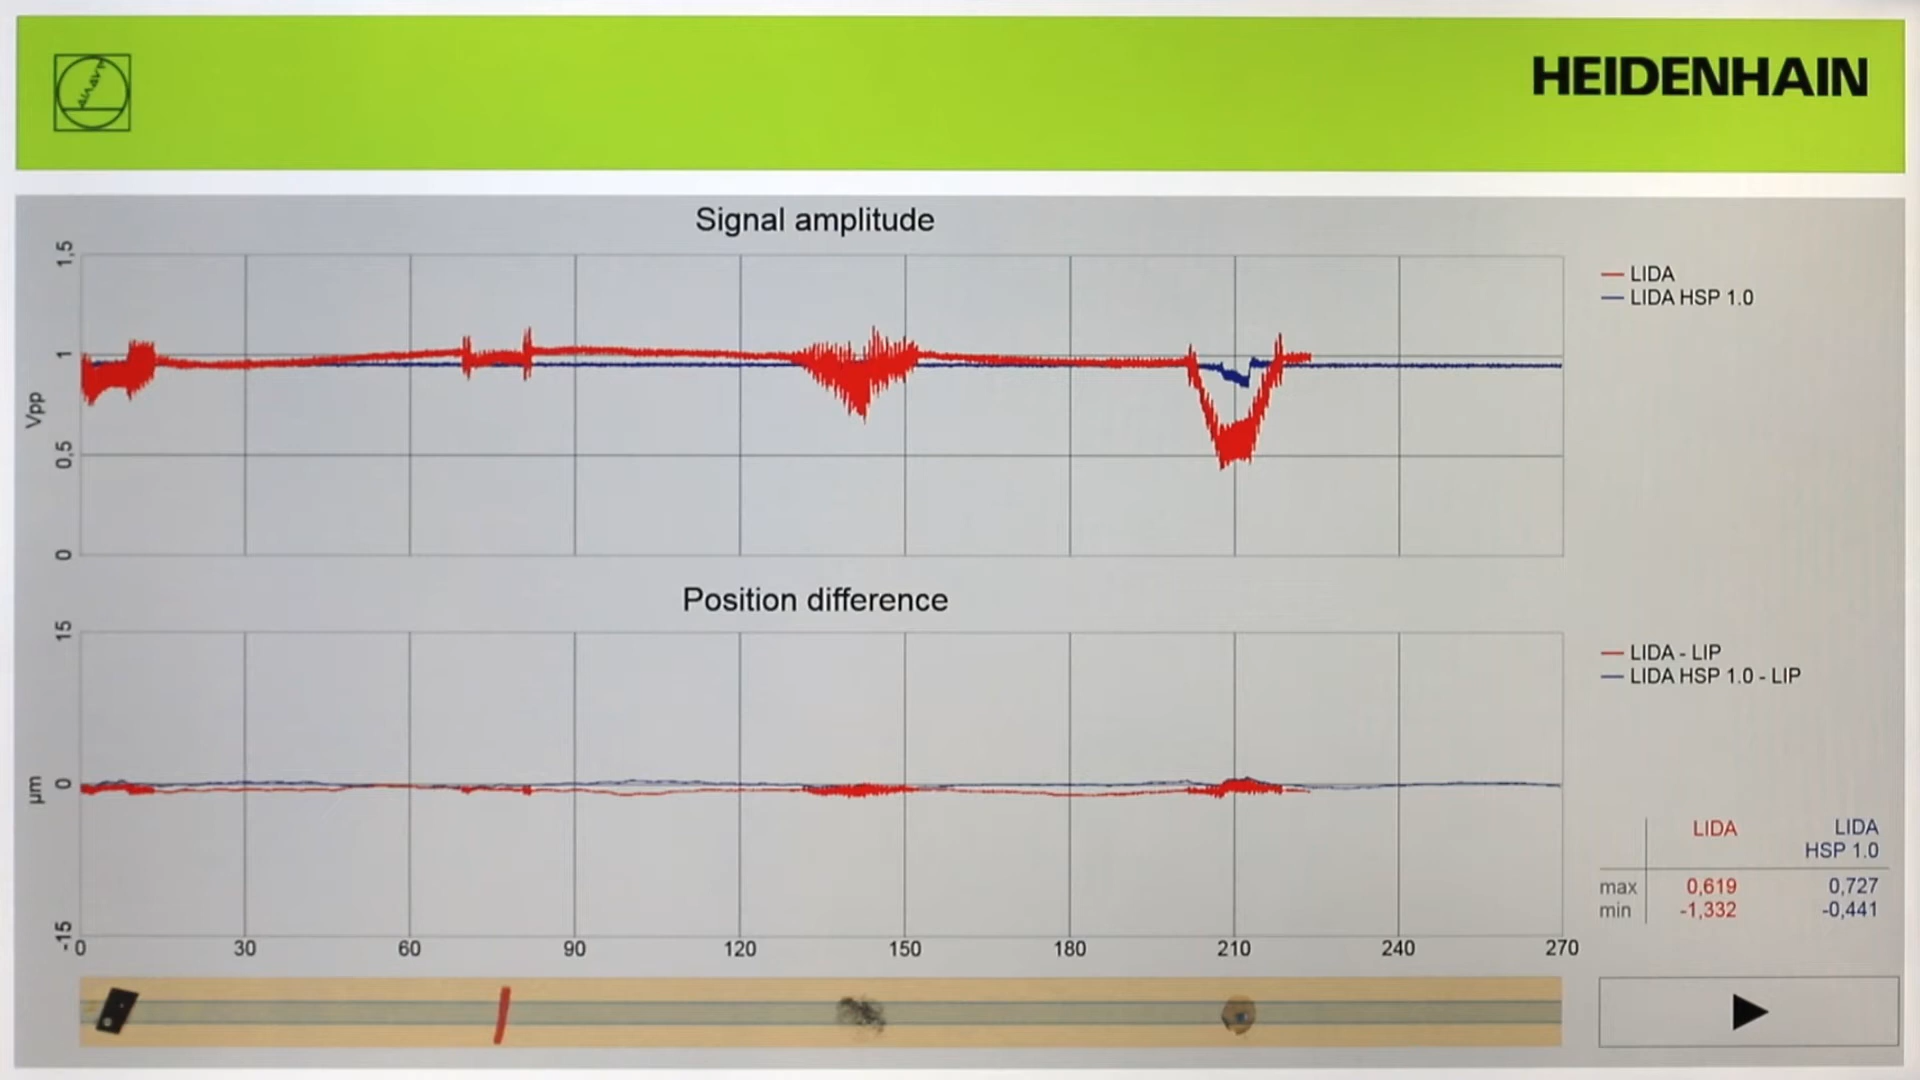 HEIDENHAIN
Signal amplitude
1,5
1
0,5
0
Vpp
LIDA
LIDA HSP 1.0
Position difference
15
0
-15
µm
0 30 60 90 120 150 180 210 240 270
LIDA - LIP
LIDA HSP 1.0 - LIP
LIDA LIDA
HSP 1.0
max 0,619 0,727
min -1,332 -0,441